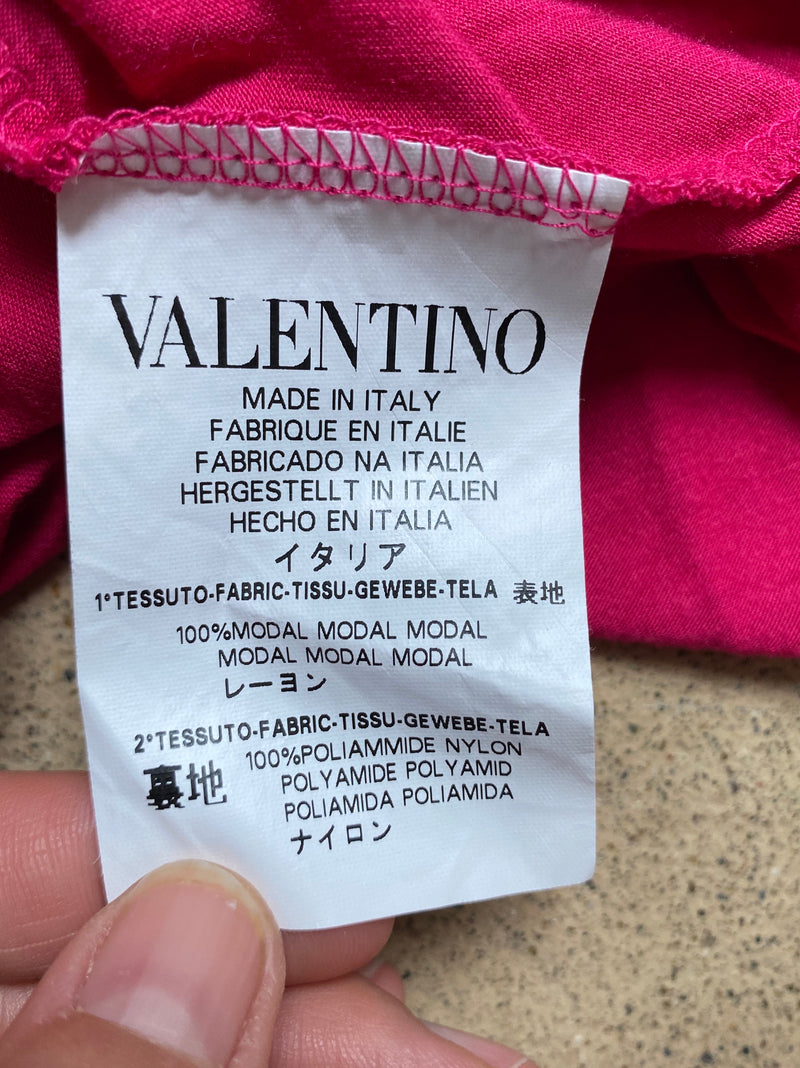 VALENTINO
MADE IN ITALY
FABRIQUE EN ITALIE
FABRICADO NA ITALIA
HERGESTELLT IN ITALIEN
HECHO EN ITALIA
イタリア
1°TESSUTO-FABRIC-TISSU-GEWEBE-TELA 表地
100%MODAL MODAL MODAL
MODAL MODAL MODAL
レーヨン
2°TESSUTO-FABRIC-TISSU-GEWEBE-TELA
裏地 100%POLIAMMIDE NYLON
POLYAMIDE POLYAMID
POLIAMIDA POLIAMIDA
ナイロン